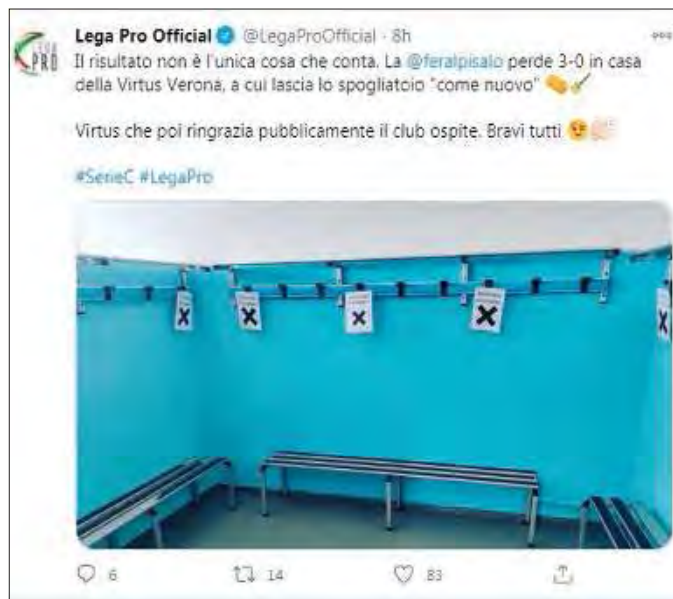 Lega Pro Official @LegaProOfficial · 8h
LEGA
PRO
Il risultato non è l'unica cosa che conta. La @feralpisalo perde 3-0 in casa
della Virtus Verona, a cui lascia lo spogliatoio "come nuovo" 🧽🧹
Virtus che poi ringrazia pubblicamente il club ospite. Bravi tutti 😉👏🏻
#SerieC #LegaPro
6
14
83